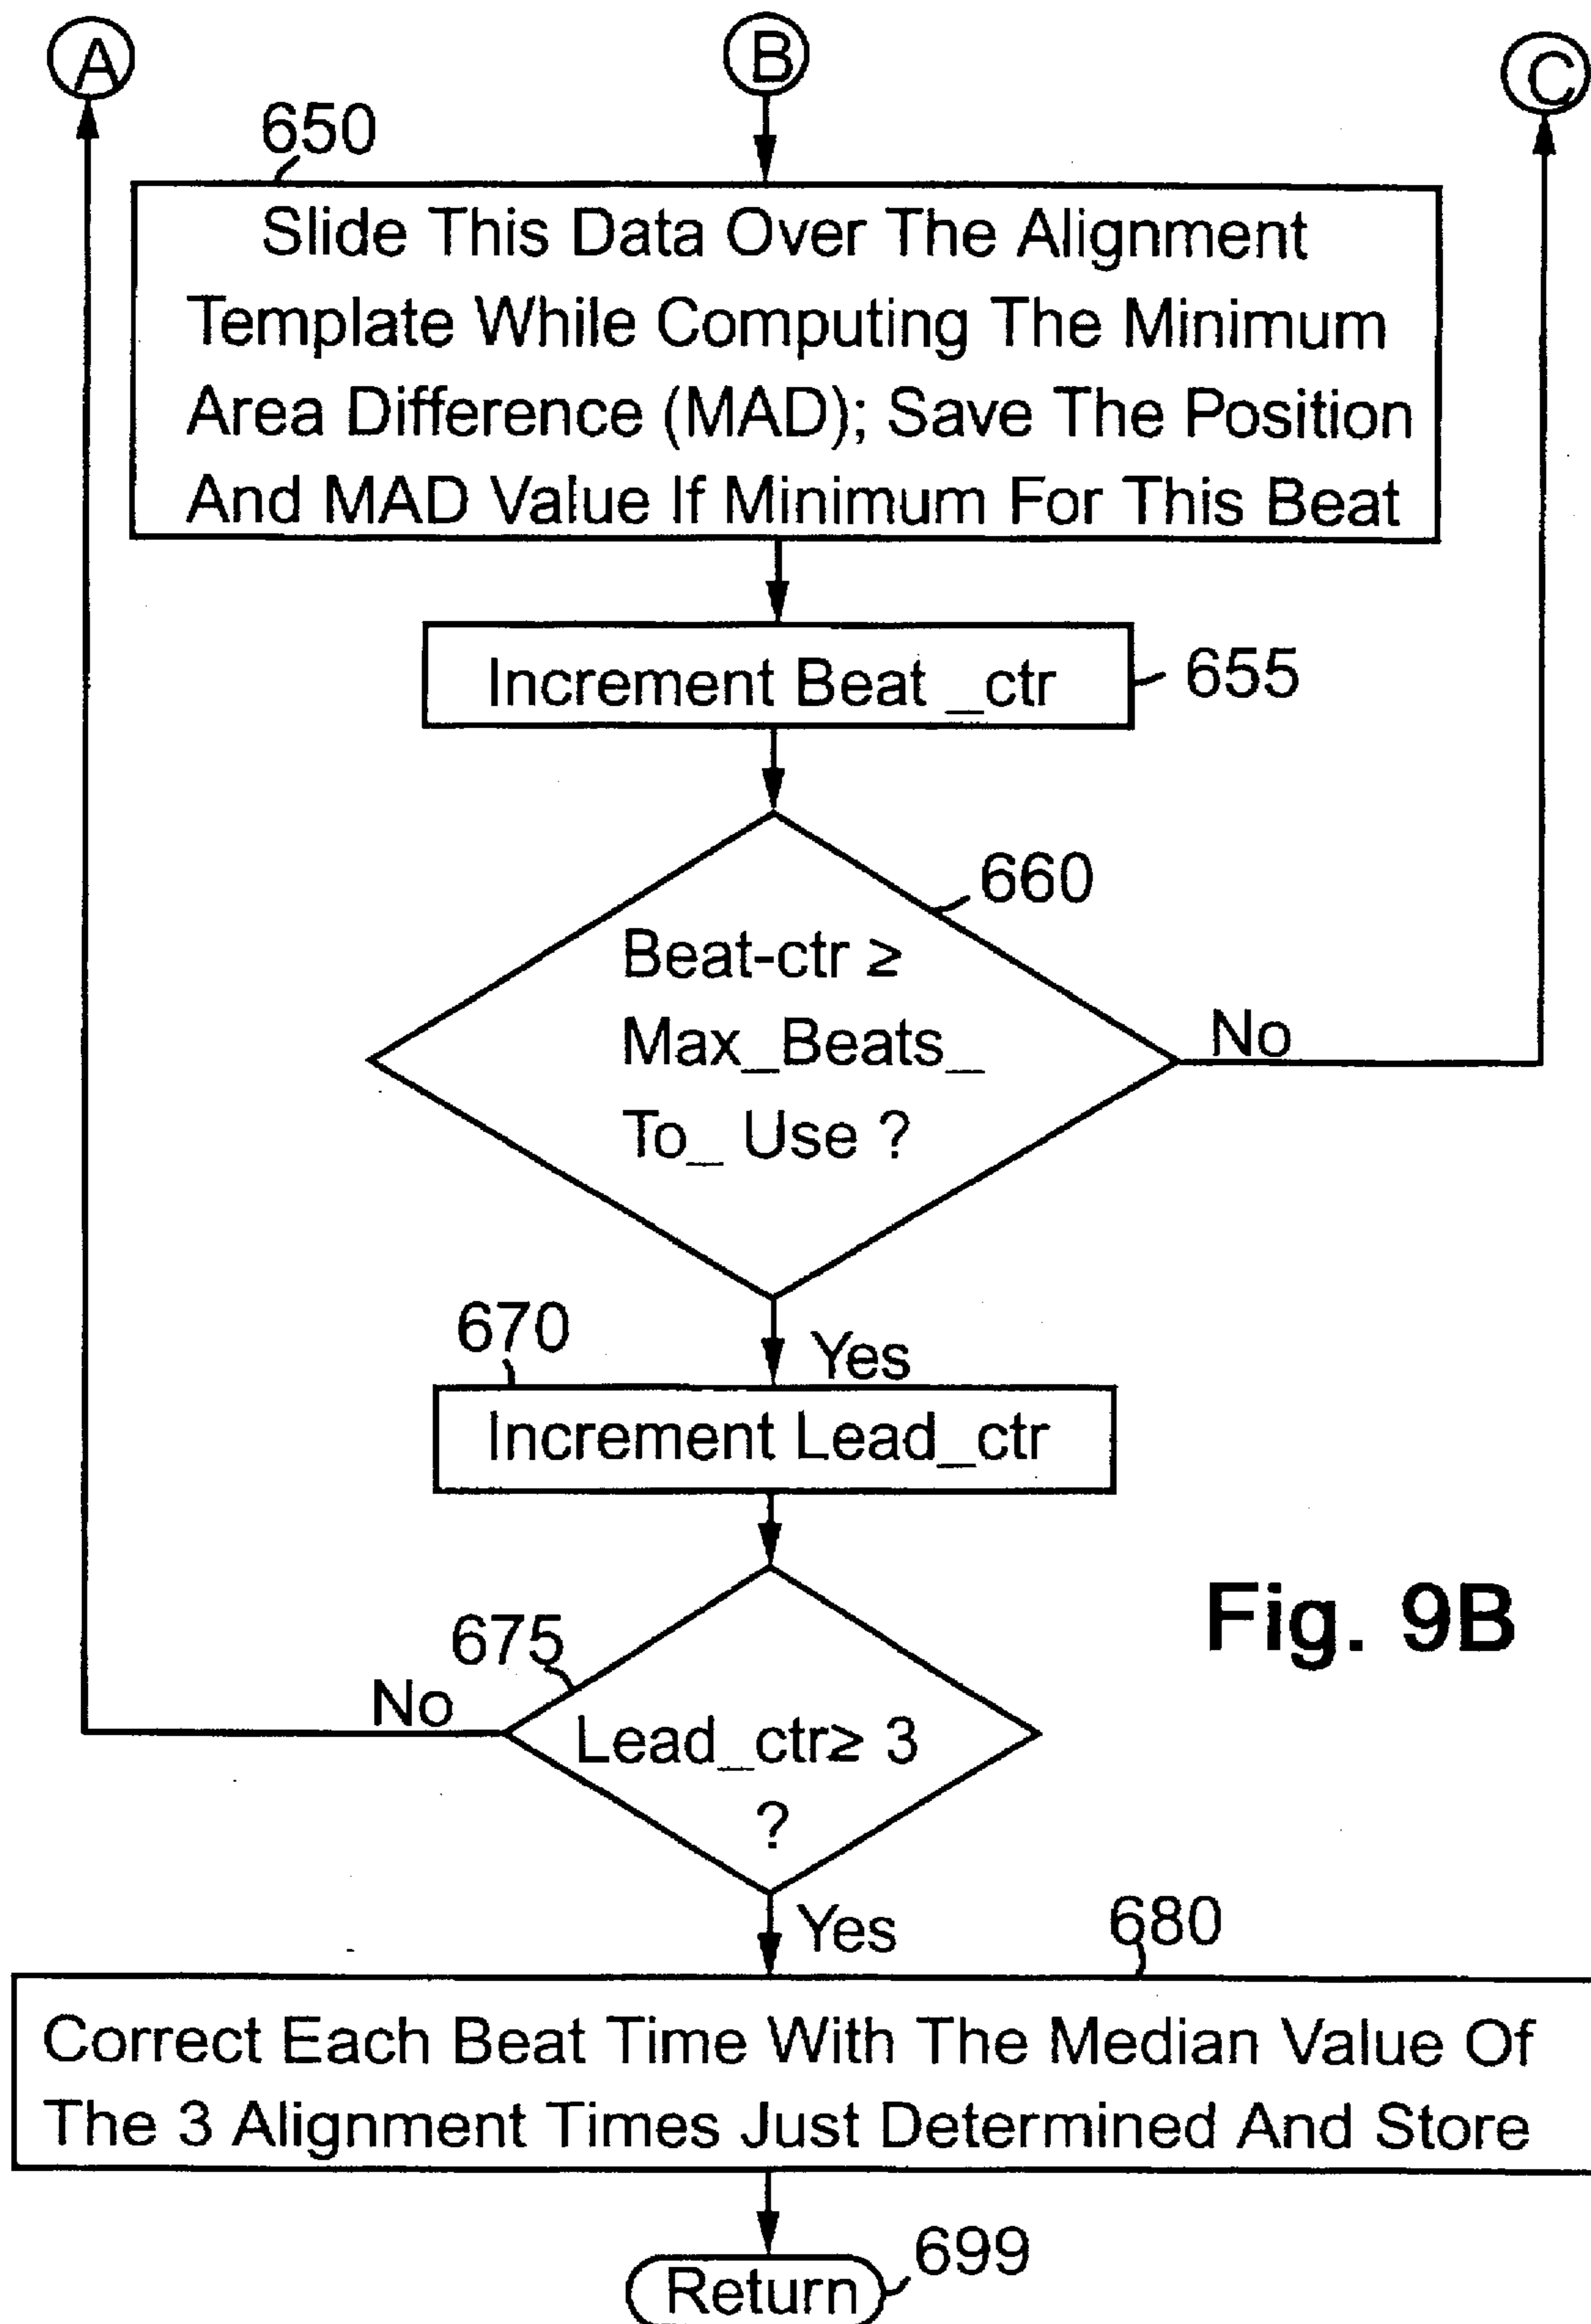 A
B
C
650
Slide This Data Over The Alignment
Template While Computing The Minimum
Area Difference (MAD); Save The Position
And MAD Value If Minimum For This Beat
Increment Beat _ctr
655
660
Beat-ctr ≥
Max_Beats_
To_ Use ?
No
Yes
670
Increment Lead_ctr
Fig. 9B
675
No
Lead_ctr≥ 3
?
Yes
680
Correct Each Beat Time With The Median Value Of
The 3 Alignment Times Just Determined And Store
Return
699